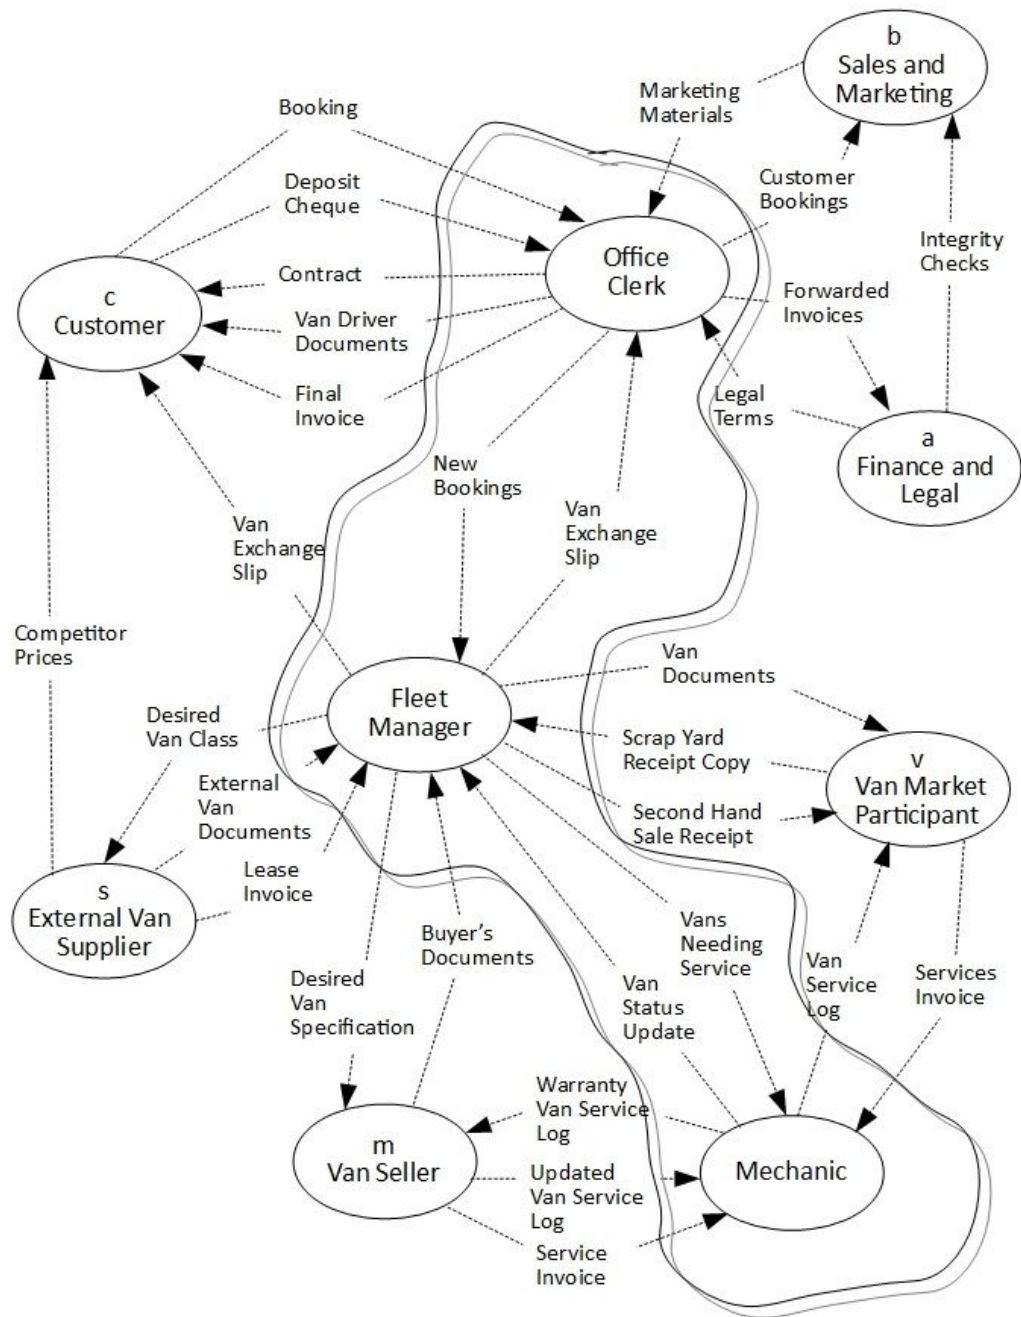 b
Sales and
Marketing
Marketing
Materials
Booking
Customer
Bookings
Deposit
Cheque
Integrity
Checks
Office
Clerk
Contract
c
Customer
Forwarded
Invoices
Van Driver
Documents
Final
Invoice
Legal
Terms
a
Finance and
Legal
New
Bookings
Van
Exchange
Slip
Van
Exchange
Slip
Competitor
Prices
Van
Documents
Fleet
Manager
Desired
Van Class
Scrap Yard
Receipt Copy
v
Van Market
Participant
External
Van
Documents
Second Hand
Sale Receipt
Lease
Invoice
s
External Van
Supplier
Buyer's
Documents
Vans
Needing
Service
Van
Service
Log
Services
Invoice
Desired
Van
Specification
Van
Status
Update
Warranty
Van Service
Log
m
Van Seller
Mechanic
Updated
Van Service
Log
Service
Invoice